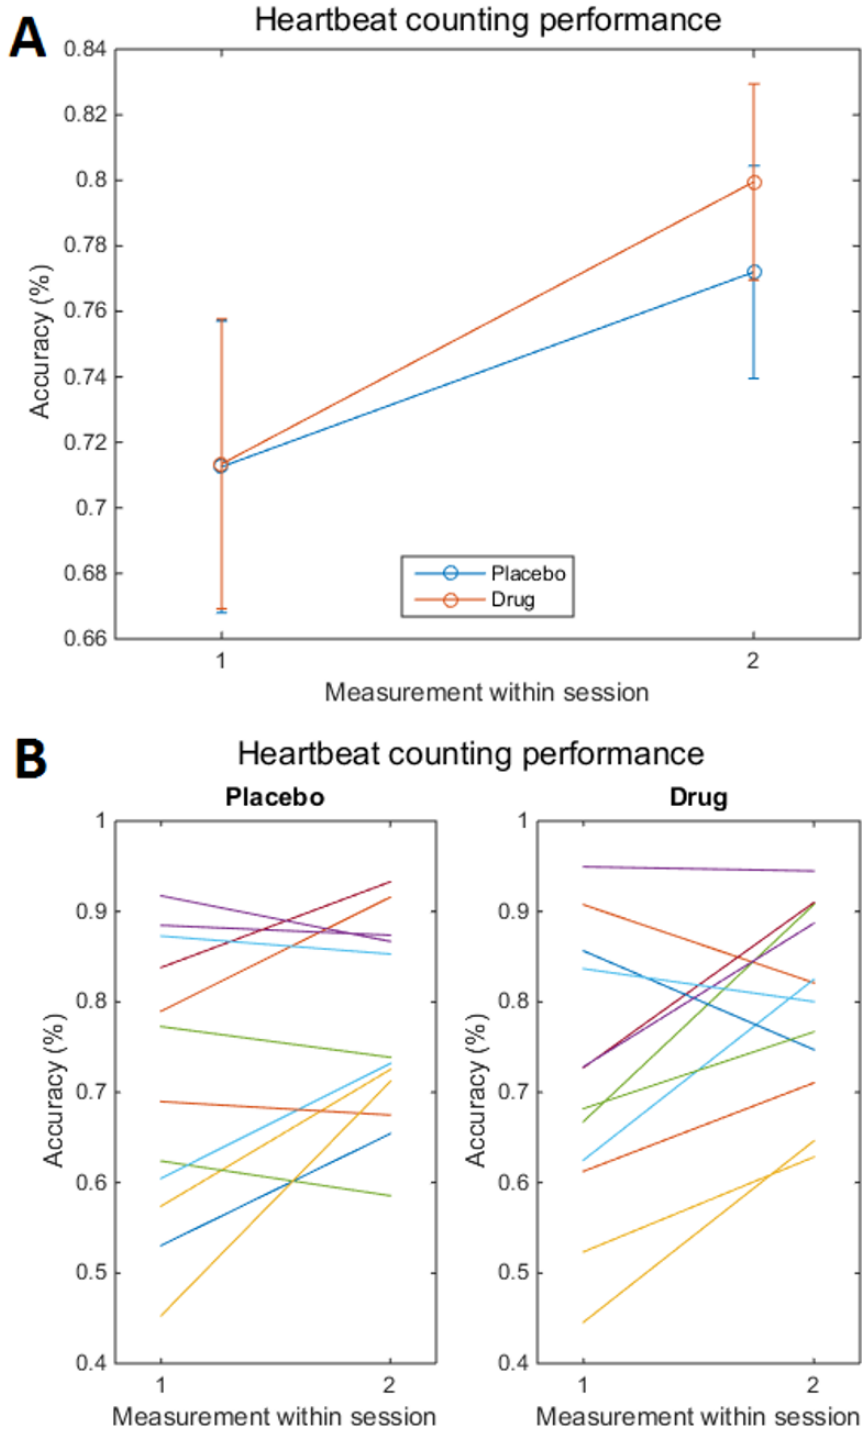 A
Heartbeat counting performance
0.84
0.82
0.8
0.78
0.76
0.74
0.72
0.7
0.68
0.66
Accuracy (%)
Placebo
Drug
1
2
Measurement within session
B
Heartbeat counting performance
Placebo
Drug
1
0.9
0.8
0.7
0.6
0.5
0.4
Accuracy (%)
1
2
Measurement within session
1
0.9
0.8
0.7
0.6
0.5
0.4
Accuracy (%)
1
2
Measurement within session